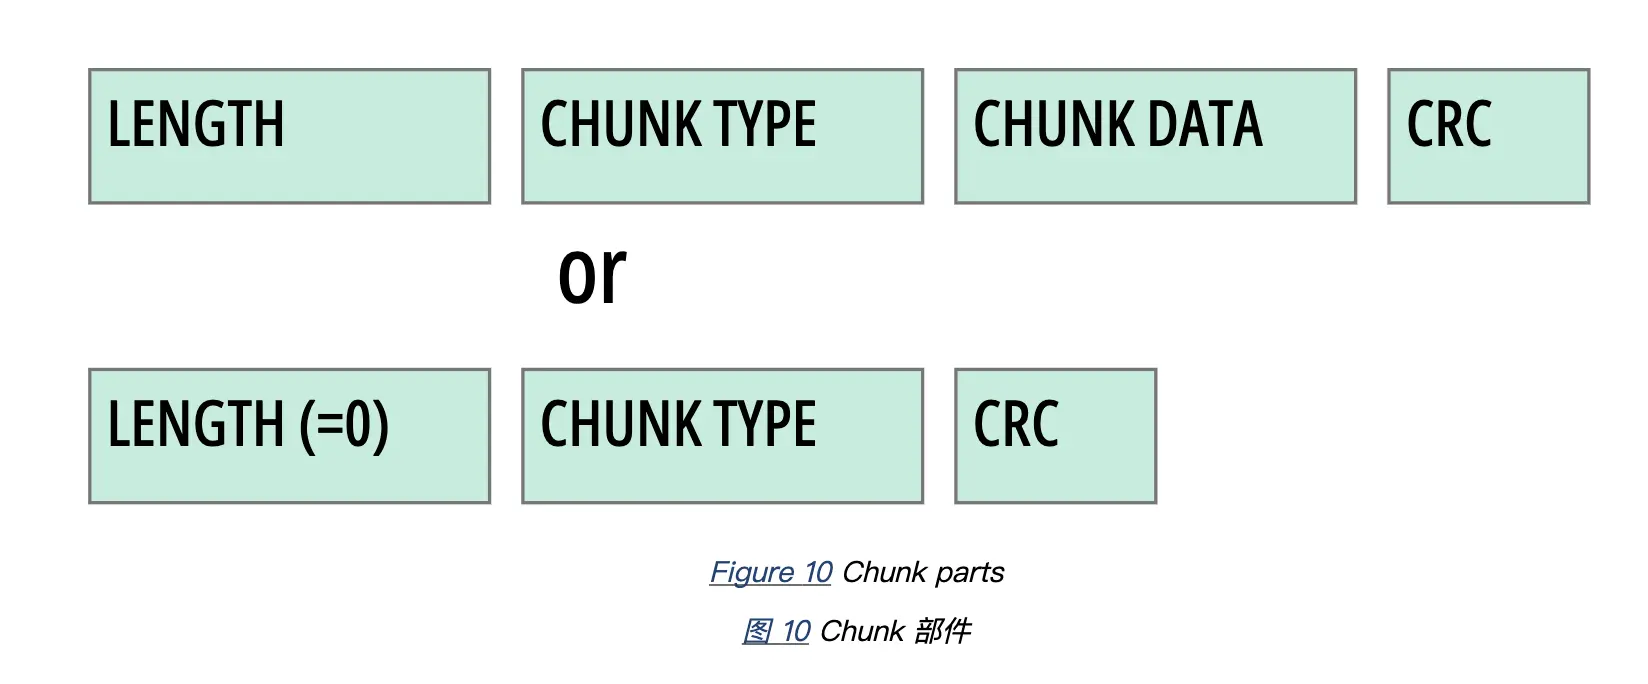 LENGTH CHUNK TYPE CHUNK DATA CRC
or
LENGTH (=0) CHUNK TYPE CRC
Figure 10 Chunk parts
图 10 Chunk 部件